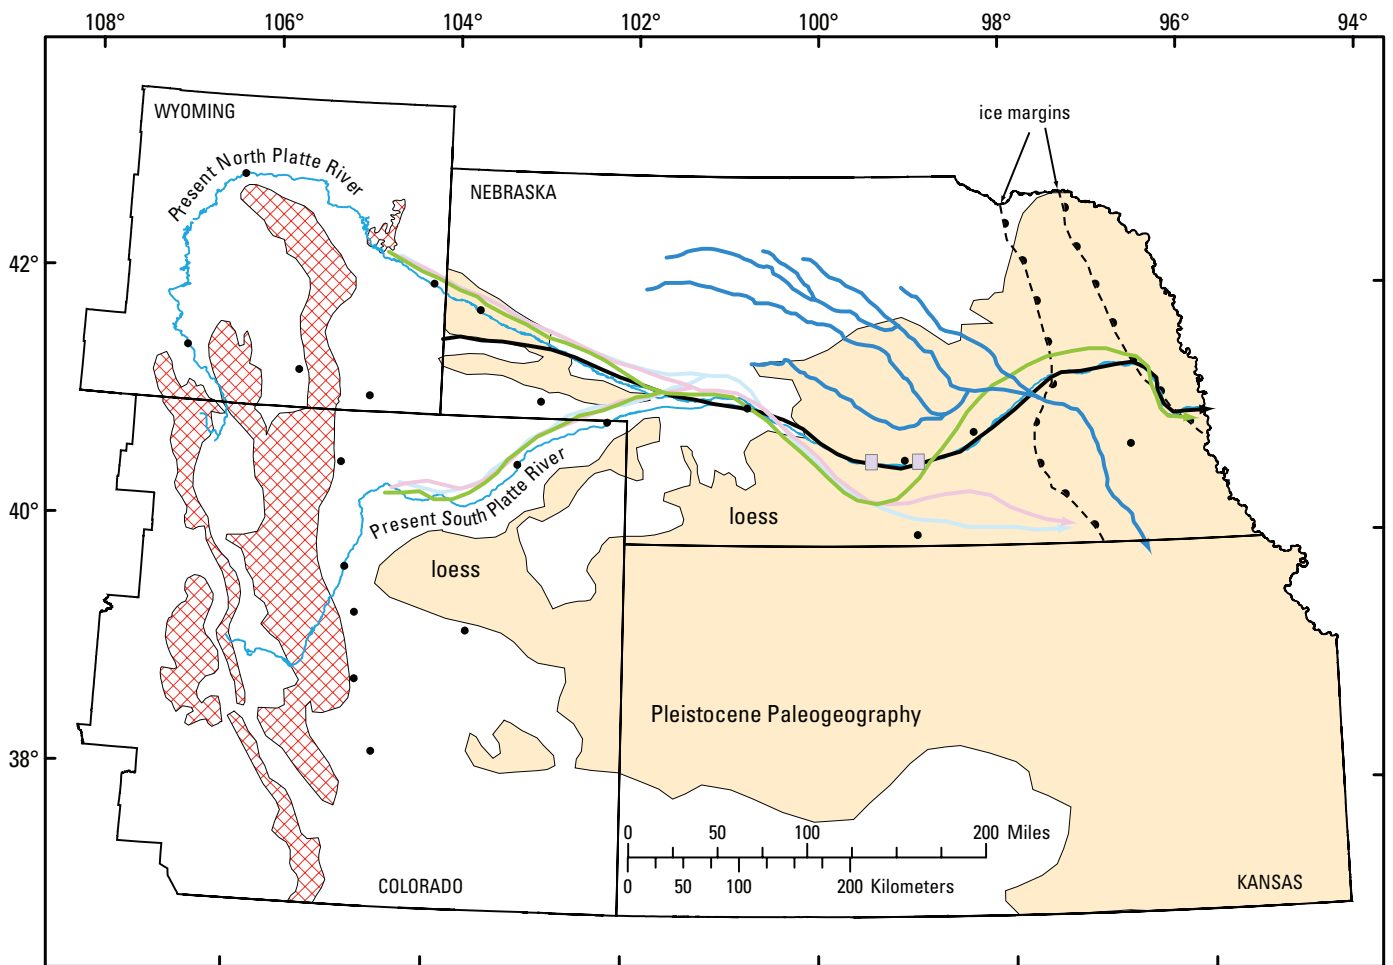 108° 106° 104° 102° 100° 98° 96° 94°
ice margins
WYOMING
Present North Platte River
NEBRASKA
42°
Present South Platte River
40°
loess
loess
Pleistocene Paleogeography
38°
0 50 100 200 Miles
0 50 100 200 Kilometers
COLORADO
KANSAS